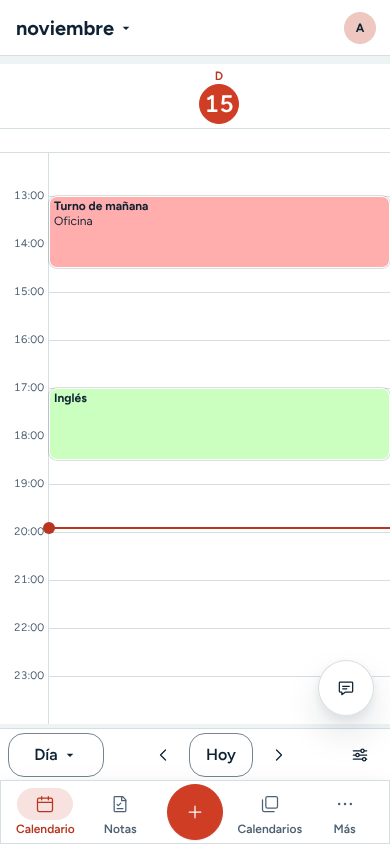 noviembre
A
D
15
13:00
Turno de mañana
Oficina
14:00
15:00
16:00
17:00
Inglés
18:00
19:00
20:00
21:00
22:00
23:00
Día
Hoy
Calendario
Notas
Calendarios
Más